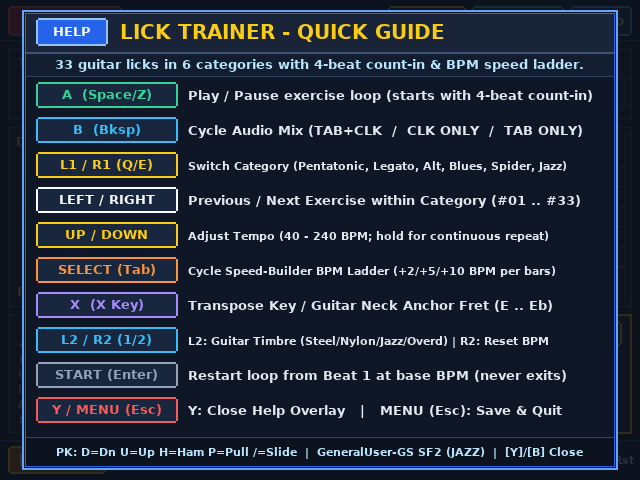 HELP LICK TRAINER - QUICK GUIDE
33 guitar licks in 6 categories with 4-beat count-in & BPM speed ladder.
A (Space/Z) Play / Pause exercise loop (starts with 4-beat count-in)
B (Bksp) Cycle Audio Mix (TAB+CLK / CLK ONLY / TAB ONLY)
L1 / R1 (Q/E) Switch Category (Pentatonic, Legato, Alt, Blues, Spider, Jazz)
LEFT / RIGHT Previous / Next Exercise within Category (#01 .. #33)
UP / DOWN Adjust Tempo (40 - 240 BPM; hold for continuous repeat)
SELECT (Tab) Cycle Speed-Builder BPM Ladder (+2/+5/+10 BPM per bars)
X (X Key) Transpose Key / Guitar Neck Anchor Fret (E .. Eb)
L2 / R2 (1/2) L2: Guitar Timbre (Steel/Nylon/Jazz/Overd) | R2: Reset BPM
START (Enter) Restart loop from Beat 1 at base BPM (never exits)
Y / MENU (Esc) Y: Close Help Overlay | MENU (Esc): Save & Quit
PK: D=Dn U=Up H=Ham P=Pull /=Slide | GeneralUser-GS SF2 (JAZZ) | [Y]/[B] Close